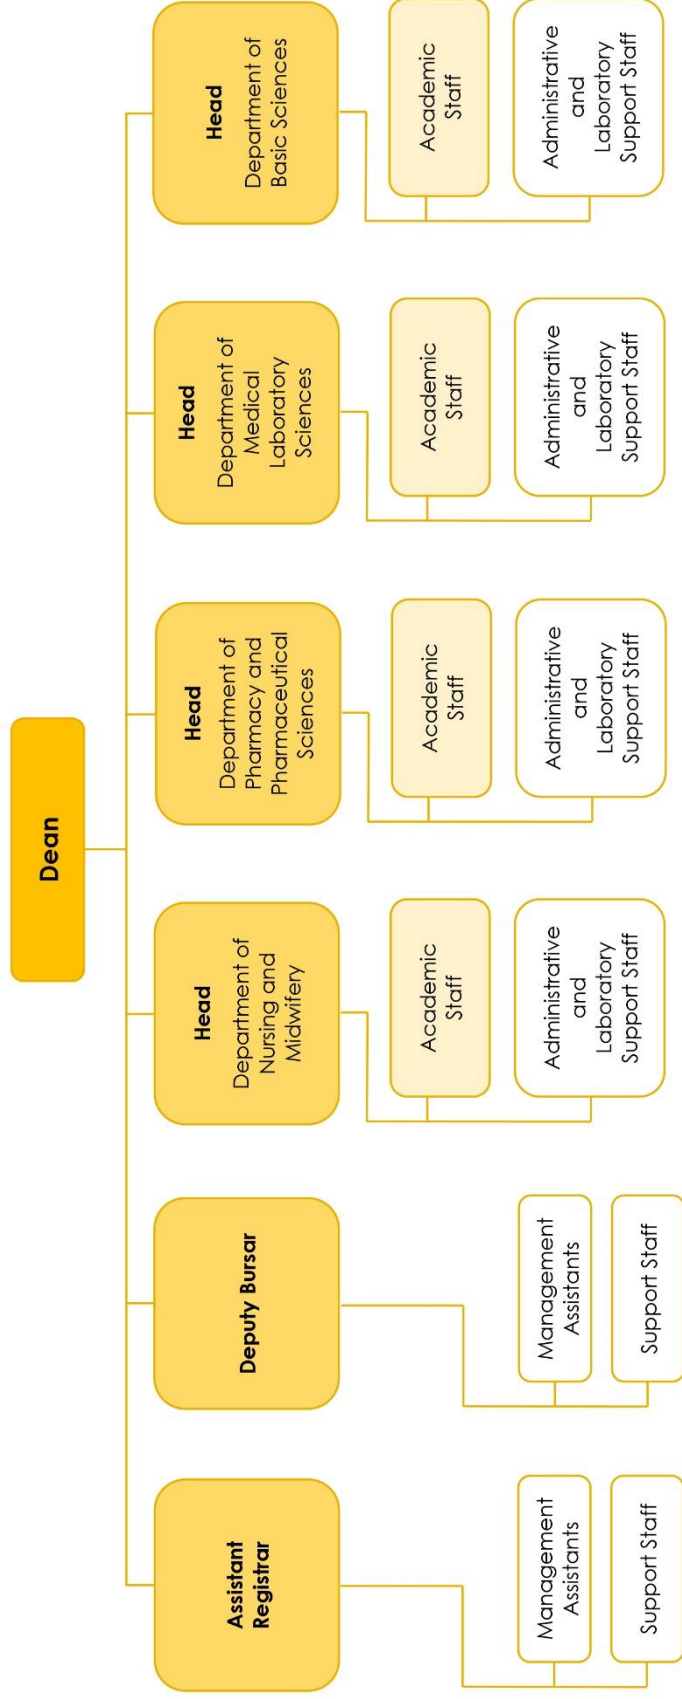 Dean
Assistant
Registrar
Management
Assistants
Support Staff
Deputy Bursar
Management
Assistants
Support Staff
Head
Department of
Nursing and
Midwifery
Academic
Staff
Administrative
and
Laboratory
Support Staff
Head
Department of
Pharmacy and
Pharmaceutical
Sciences
Academic
Staff
Administrative
and
Laboratory
Support Staff
Head
Department of
Medical
Laboratory
Sciences
Academic
Staff
Administrative
and
Laboratory
Support Staff
Head
Department of
Basic Sciences
Academic
Staff
Administrative
and
Laboratory
Support Staff